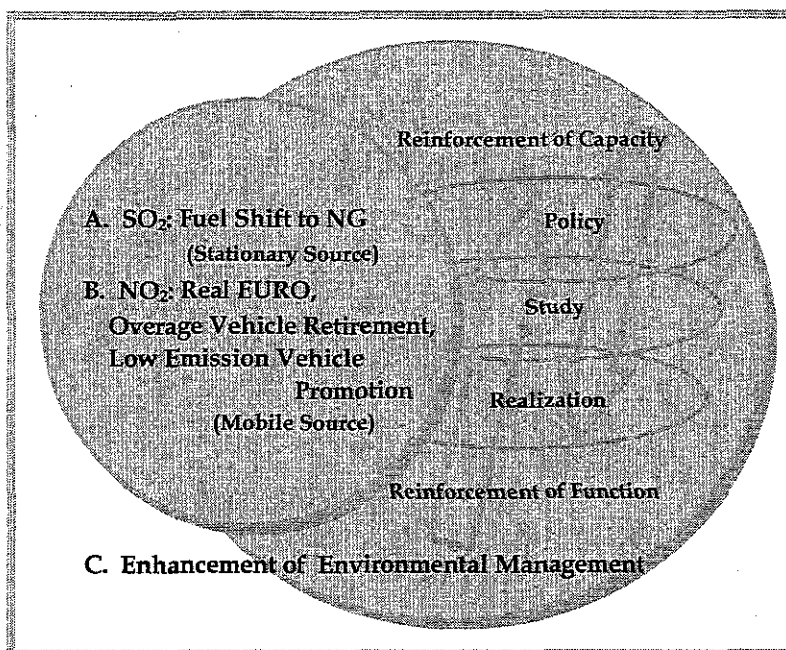 Reinforcement of Capacity
A. SO₂: Fuel Shift to NG
(Stationary Source)
Policy
B. NO₂: Real EURO,
Overage Vehicle Retirement,
Low Emission Vehicle
Promotion
(Mobile Source)
Study
Realization
Reinforcement of Function
C. Enhancement of Environmental Management